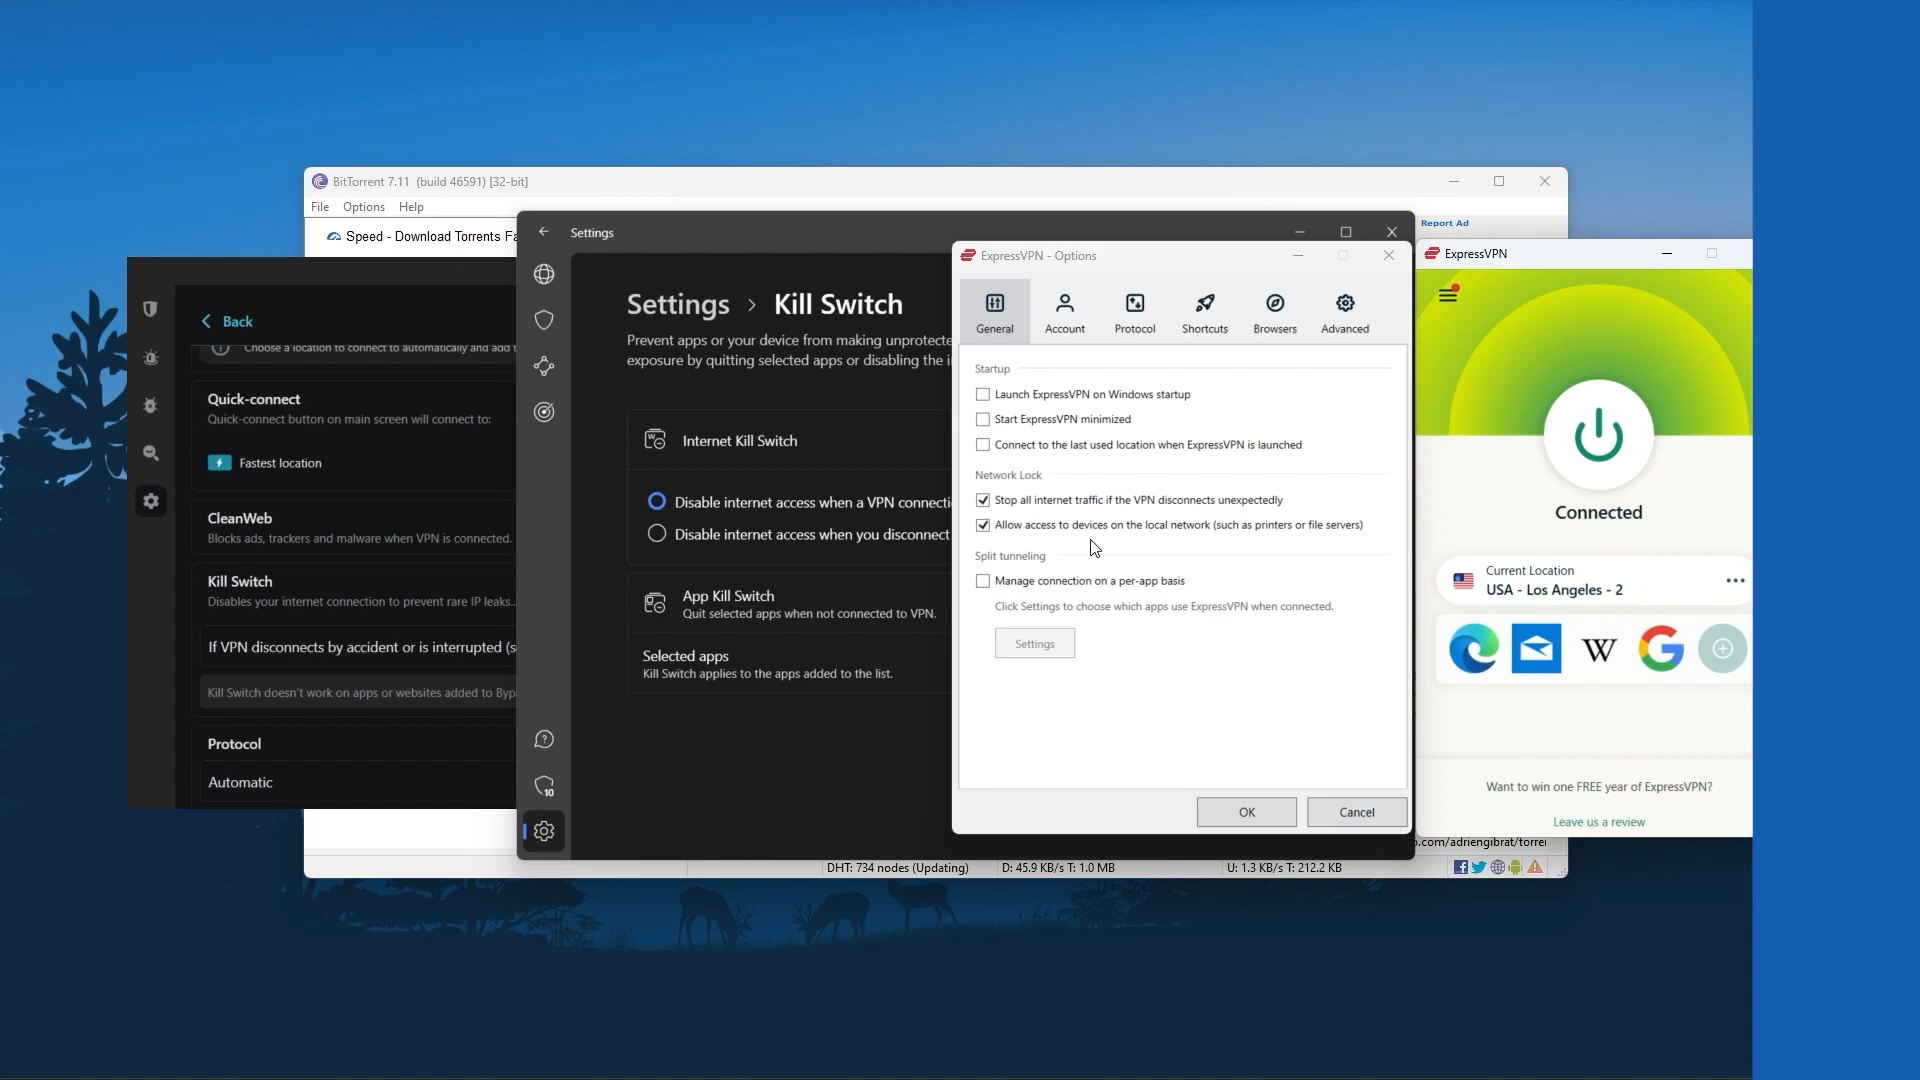 BitTorrent 7.11 (build 46591) [32-bit]
File Options Help
Speed - Download Torrents Fa
Report Ad
Back
Choose a location to connect to automatically and add t
Quick-connect
Quick-connect button on main screen will connect to:
Fastest location
CleanWeb
Blocks ads, trackers and malware when VPN is connected.
Kill Switch
Disables your internet connection to prevent rare IP leaks...
If VPN disconnects by accident or is interrupted (s
Kill Switch doesn't work on apps or websites added to Byp
Protocol
Automatic
Settings
Settings > Kill Switch
Prevent apps or your device from making unprotecte
exposure by quitting selected apps or disabling the i
Internet Kill Switch
Disable internet access when a VPN connecti
Disable internet access when you disconnect
App Kill Switch
Quit selected apps when not connected to VPN.
Selected apps
Kill Switch applies to the apps added to the list.
10
ExpressVPN - Options
General Account Protocol Shortcuts Browsers Advanced
Startup
Launch ExpressVPN on Windows startup
Start ExpressVPN minimized
Connect to the last used location when ExpressVPN is launched
Network Lock
Stop all internet traffic if the VPN disconnects unexpectedly
Allow access to devices on the local network (such as printers or file servers)
Split tunneling
Manage connection on a per-app basis
Click Settings to choose which apps use ExpressVPN when connected.
Settings
OK Cancel
ExpressVPN
Connected
Current Location
USA - Los Angeles - 2
W
Want to win one FREE year of ExpressVPN?
Leave us a review
.com/adriengibrat/torre
DHT: 734 nodes (Updating) D: 45.9 KB/s T: 1.0 MB U: 1.3 KB/s T: 212.2 KB